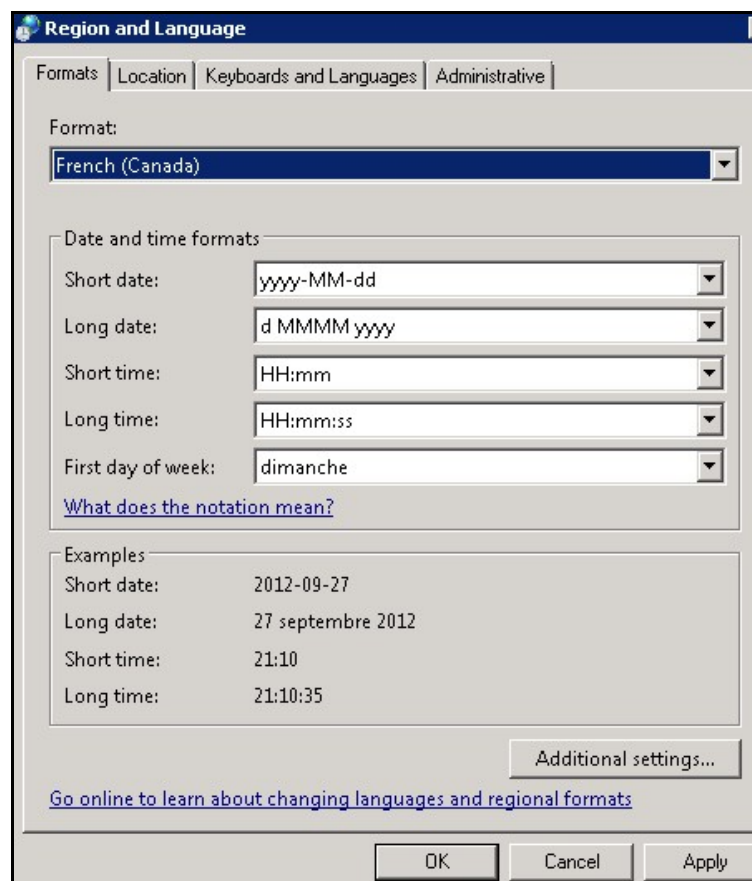 Region and Language
Formats Location Keyboards and Languages Administrative
Format:
French (Canada)
Date and time formats
Short date: yyyy-MM-dd
Long date: d MMMM yyyy
Short time: HH:mm
Long time: HH:mm:ss
First day of week: dimanche
What does the notation mean?
Examples
Short date: 2012-09-27
Long date: 27 septembre 2012
Short time: 21:10
Long time: 21:10:35
Additional settings...
Go online to learn about changing languages and regional formats
OK Cancel Apply